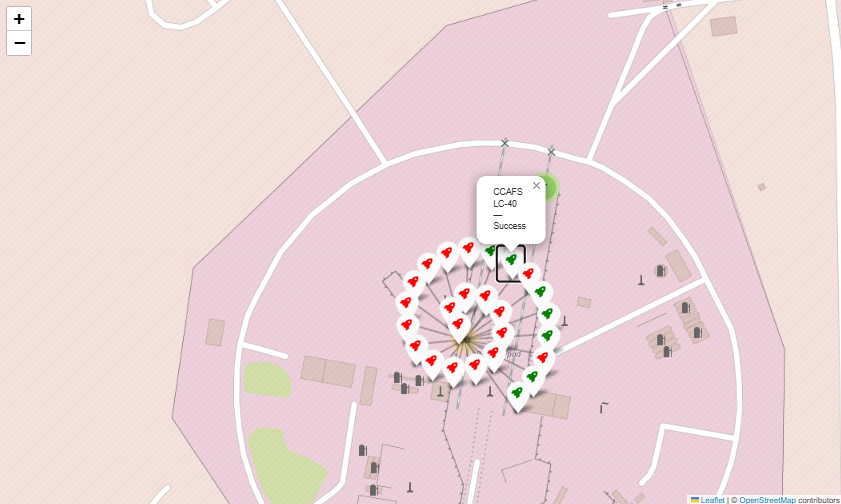 +
−
CCAFS
LC-40
—
Success
×
Leaflet | © OpenStreetMap contributors